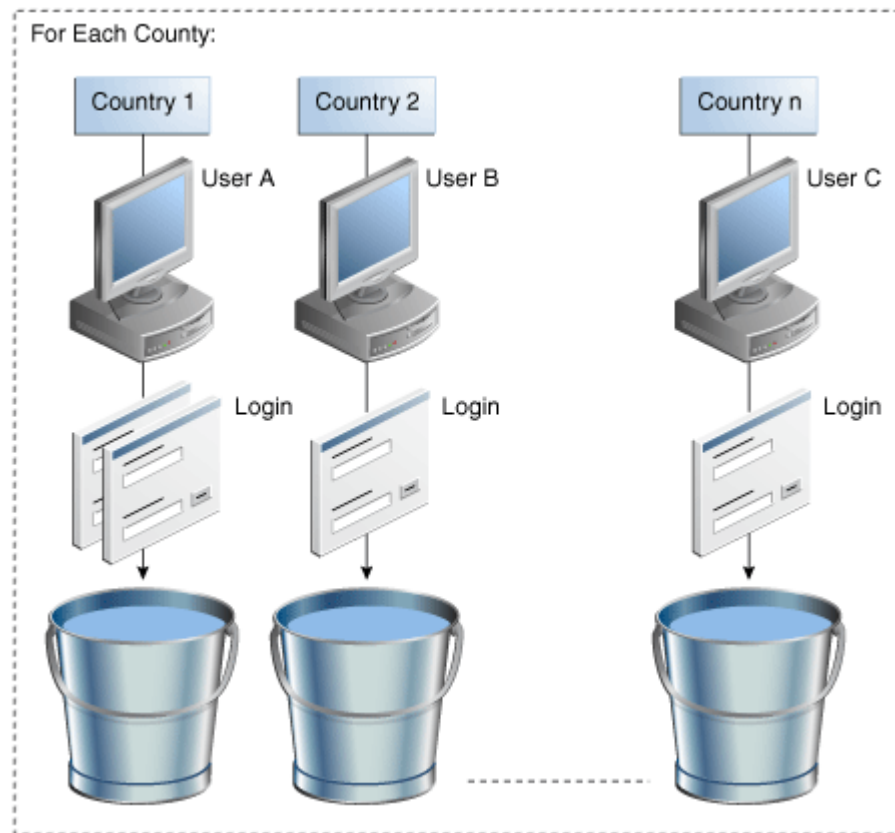 For Each County:
Country 1
Country 2
Country n
User A
User B
User C
Login
Login
Login